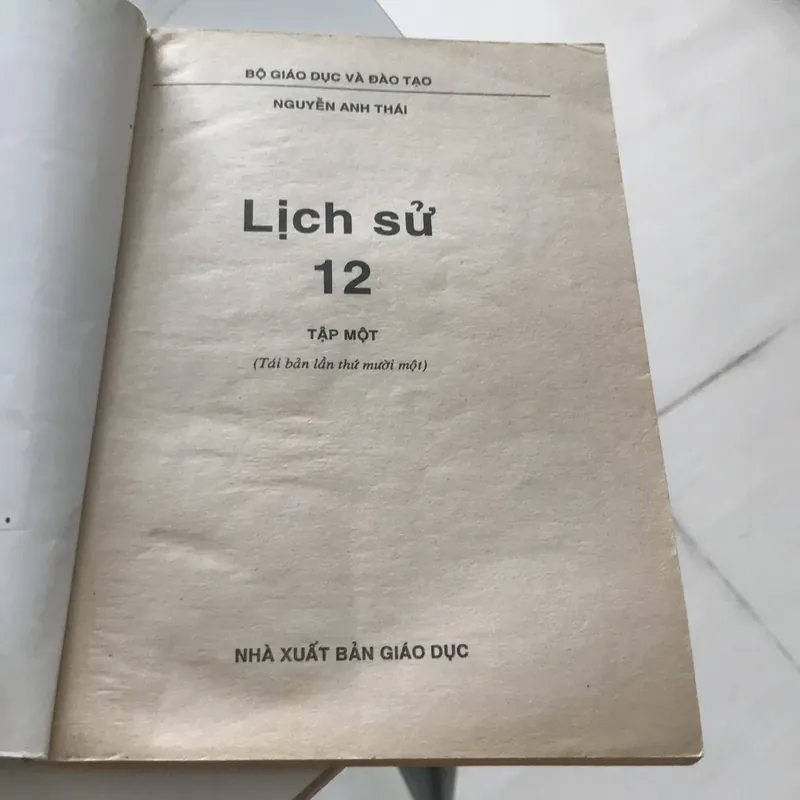 BỘ GIÁO DỤC VÀ ĐÀO TẠO
NGUYỄN ANH THÁI
Lịch sử
12
TẬP MỘT
(Tái bản lần thứ mười một)
NHÀ XUẤT BẢN GIÁO DỤC